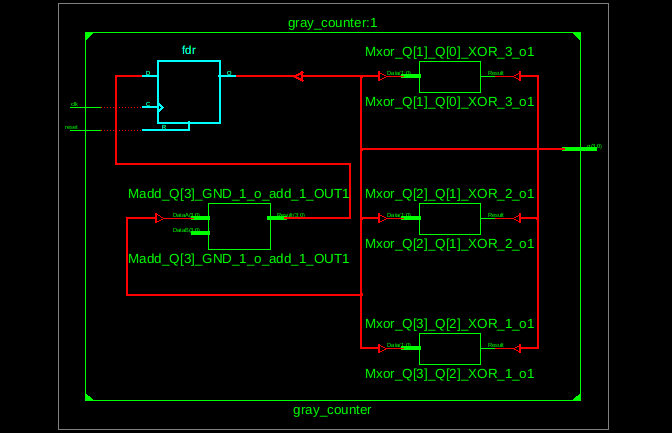 gray_counter:1
fdr
Mxor_Q[1]_Q[0]_XOR_3_o1
D
Q
Data(1:0)
Result
clk
C
Mxor_Q[1]_Q[0]_XOR_3_o1
reset
R
Madd_Q[3]_GND_1_o_add_1_OUT1
Mxor_Q[2]_Q[1]_XOR_2_o1
DataA(3:0)
Result(3:0)
Data(1:0)
Result
DataB(3:0)
Mxor_Q[2]_Q[1]_XOR_2_o1
Madd_Q[3]_GND_1_o_add_1_OUT1
Mxor_Q[3]_Q[2]_XOR_1_o1
Data(1:0)
Result
Mxor_Q[3]_Q[2]_XOR_1_o1
gray_counter